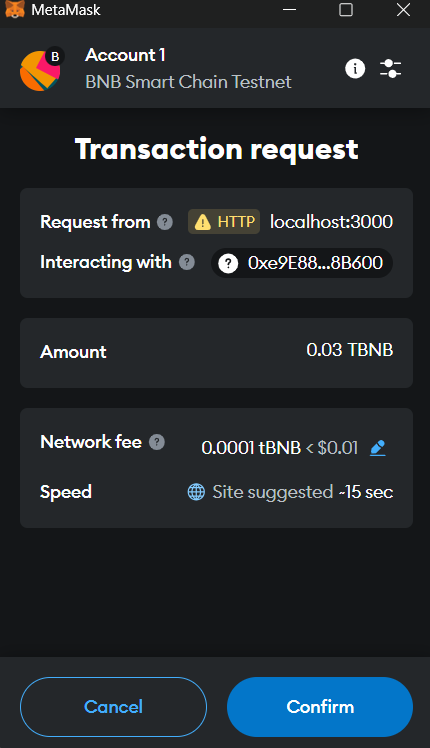 MetaMask
B
Account 1
BNB Smart Chain Testnet
Transaction request
Request from ? HTTP localhost:3000
Interacting with ? ? 0xe9E88...8B600
Amount 0.03 TBNB
Network fee ? 0.0001 tBNB < $0.01
Speed Site suggested ~15 sec
Cancel Confirm